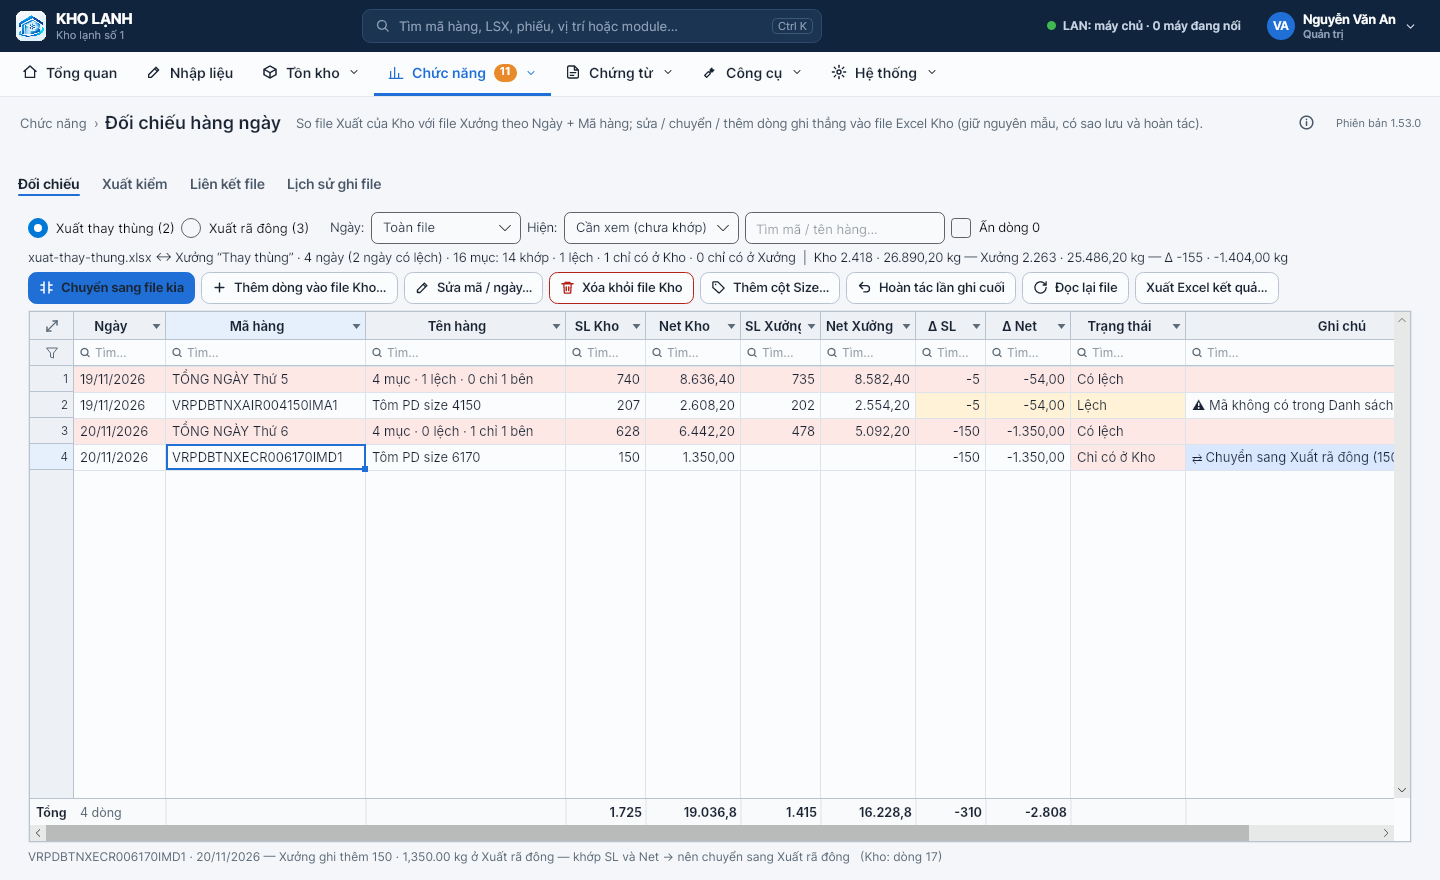 KHO LẠNH
Kho lạnh số 1
Tìm mã hàng, LSX, phiếu, vị trí hoặc module...
Ctrl K
LAN: máy chủ · 0 máy đang nối
VA
Nguyễn Văn An
Quản trị
Tổng quan
Nhập liệu
Tồn kho
Chức năng 11
Chứng từ
Công cụ
Hệ thống
Chức năng › Đối chiếu hàng ngày
So file Xuất của Kho với file Xưởng theo Ngày + Mã hàng; sửa / chuyển / thêm dòng ghi thẳng vào file Excel Kho (giữ nguyên mẫu, có sao lưu và hoàn tác).
Phiên bản 1.53.0
Đối chiếu
Xuất kiểm
Liên kết file
Lịch sử ghi file
Xuất thay thùng (2)
Xuất rã đông (3)
Ngày: Toàn file
Hiện: Cần xem (chưa khớp)
Tìm mã / tên hàng...
Ẩn dòng 0
xuat-thay-thung.xlsx ↔ Xưởng “Thay thùng” · 4 ngày (2 ngày có lệch) · 16 mục: 14 khớp · 1 lệch · 1 chỉ có ở Kho · 0 chỉ có ở Xưởng | Kho 2.418 · 26.890,20 kg — Xưởng 2.263 · 25.486,20 kg — Δ -155 · -1.404,00 kg
Chuyển sang file kia
Thêm dòng vào file Kho...
Sửa mã / ngày...
Xóa khỏi file Kho
Thêm cột Size...
Hoàn tác lần ghi cuối
Đọc lại file
Xuất Excel kết quả...
Ngày Mã hàng Tên hàng SL Kho Net Kho SL Xưởng Net Xưởng Δ SL Δ Net Trạng thái Ghi chú
Tìm... Tìm... Tìm... Tìm... Tìm... Tìm... Tìm... Tìm... Tìm... Tìm... Tìm...
1 19/11/2026 TỔNG NGÀY Thứ 5 4 mục · 1 lệch · 0 chỉ 1 bên 740 8.636,40 735 8.582,40 -5 -54,00 Có lệch
2 19/11/2026 VRPDBTNXAIR004150IMA1 Tôm PD size 4150 207 2.608,20 202 2.554,20 -5 -54,00 Lệch ⚠ Mã không có trong Danh sách
3 20/11/2026 TỔNG NGÀY Thứ 6 4 mục · 0 lệch · 1 chỉ 1 bên 628 6.442,20 478 5.092,20 -150 -1.350,00 Có lệch
4 20/11/2026 VRPDBTNXECR006170IMD1 Tôm PD size 6170 150 1.350,00 -150 -1.350,00 Chỉ có ở Kho ⇄ Chuyển sang Xuất rã đông (150
Tổng 4 dòng 1.725 19.036,8 1.415 16.228,8 -310 -2.808
VRPDBTNXECR006170IMD1 · 20/11/2026 — Xưởng ghi thêm 150 · 1,350.00 kg ở Xuất rã đông — khớp SL và Net → nên chuyển sang Xuất rã đông (Kho: dòng 17)